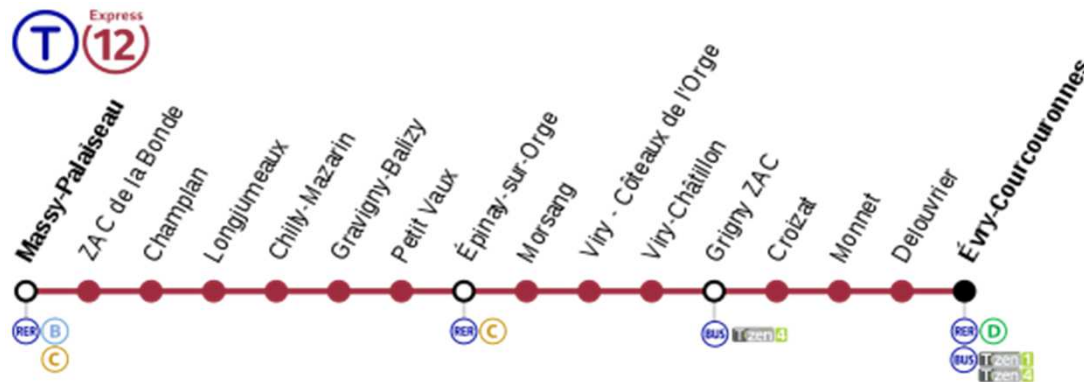 Express
T 12
Massy-Palaiseau
ZAC de la Bonde
Champlan
Longjumeaux
Chilly-Mazarin
Gravigny-Balizy
Petit Vaux
Épinay-sur-Orge
Morsang
Viry - Côteaux de l'Orge
Viry-Châtillon
Grigny ZAC
Croizat
Monnet
Delouvrier
Évry-Courcouronnes
RER B
C
RER C
BUS T zen 4
RER D
BUS T zen 1
T zen 4